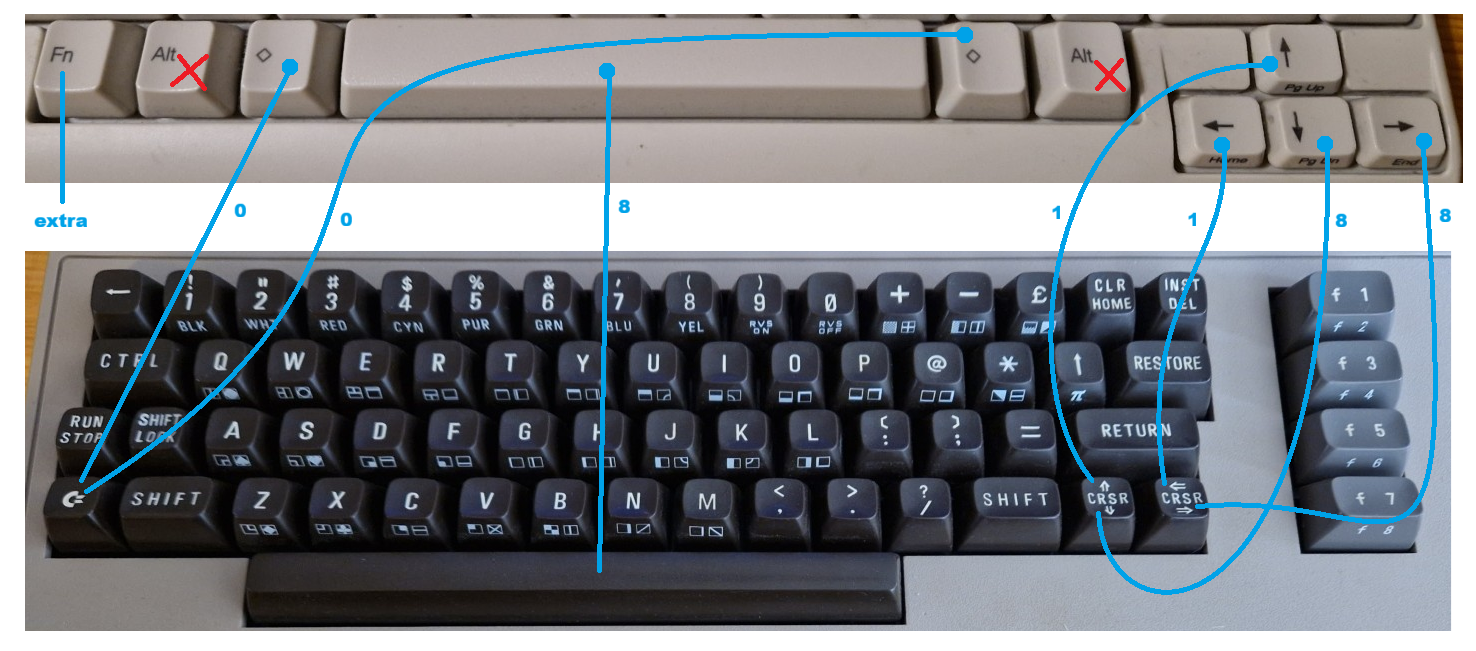 Fn Alt ◇ ◇ Alt ↑
Pg Up
← ↓ →
Home Pg Dn End
0 0 8 1 1 8 8
extra
← ! " # $ % & ' ( ) + − £ CLR INST f 1
1 2 3 4 5 6 7 8 9 0 HOME DEL
BLK WHT RED CYN PUR GRN BLU YEL RVS ON RVS OFF f 2
CTRL Q W E R T Y U I O P @ * ↑ RESTORE f 3
π f 4
RUN STOP SHIFT LOCK A S D F G H J K L [ : ] ; = RETURN f 5
f 6
C= SHIFT Z X C V B N M < , > . ? / SHIFT ⇑ CRSR ⇓ ⇐ CRSR ⇒ f 7
f 8